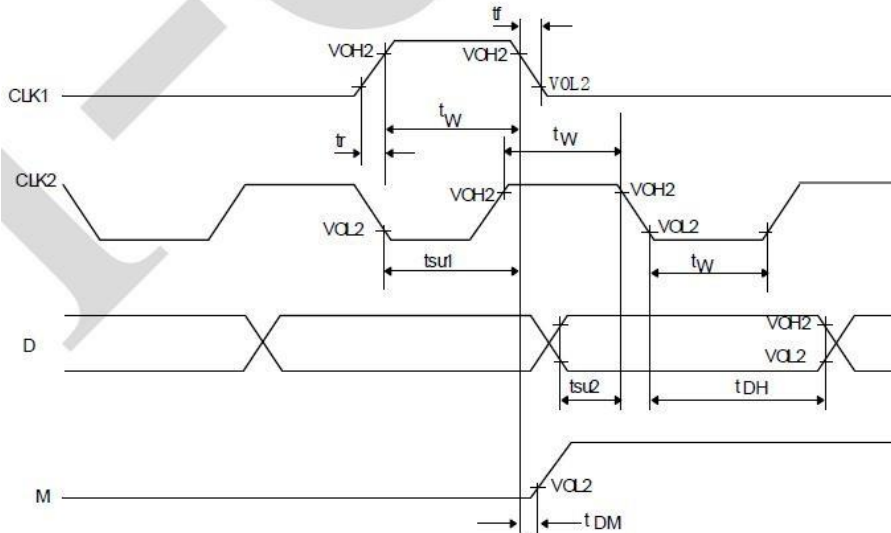 tf
VOH2 VOH2
VOL2
CLK1
tW
tW
tr
CLK2
VOH2 VOH2
VOL2 VOL2
tsu1 tW
D
VOH2
VOL2
tsu2 tDH
M
VOL2
tDM